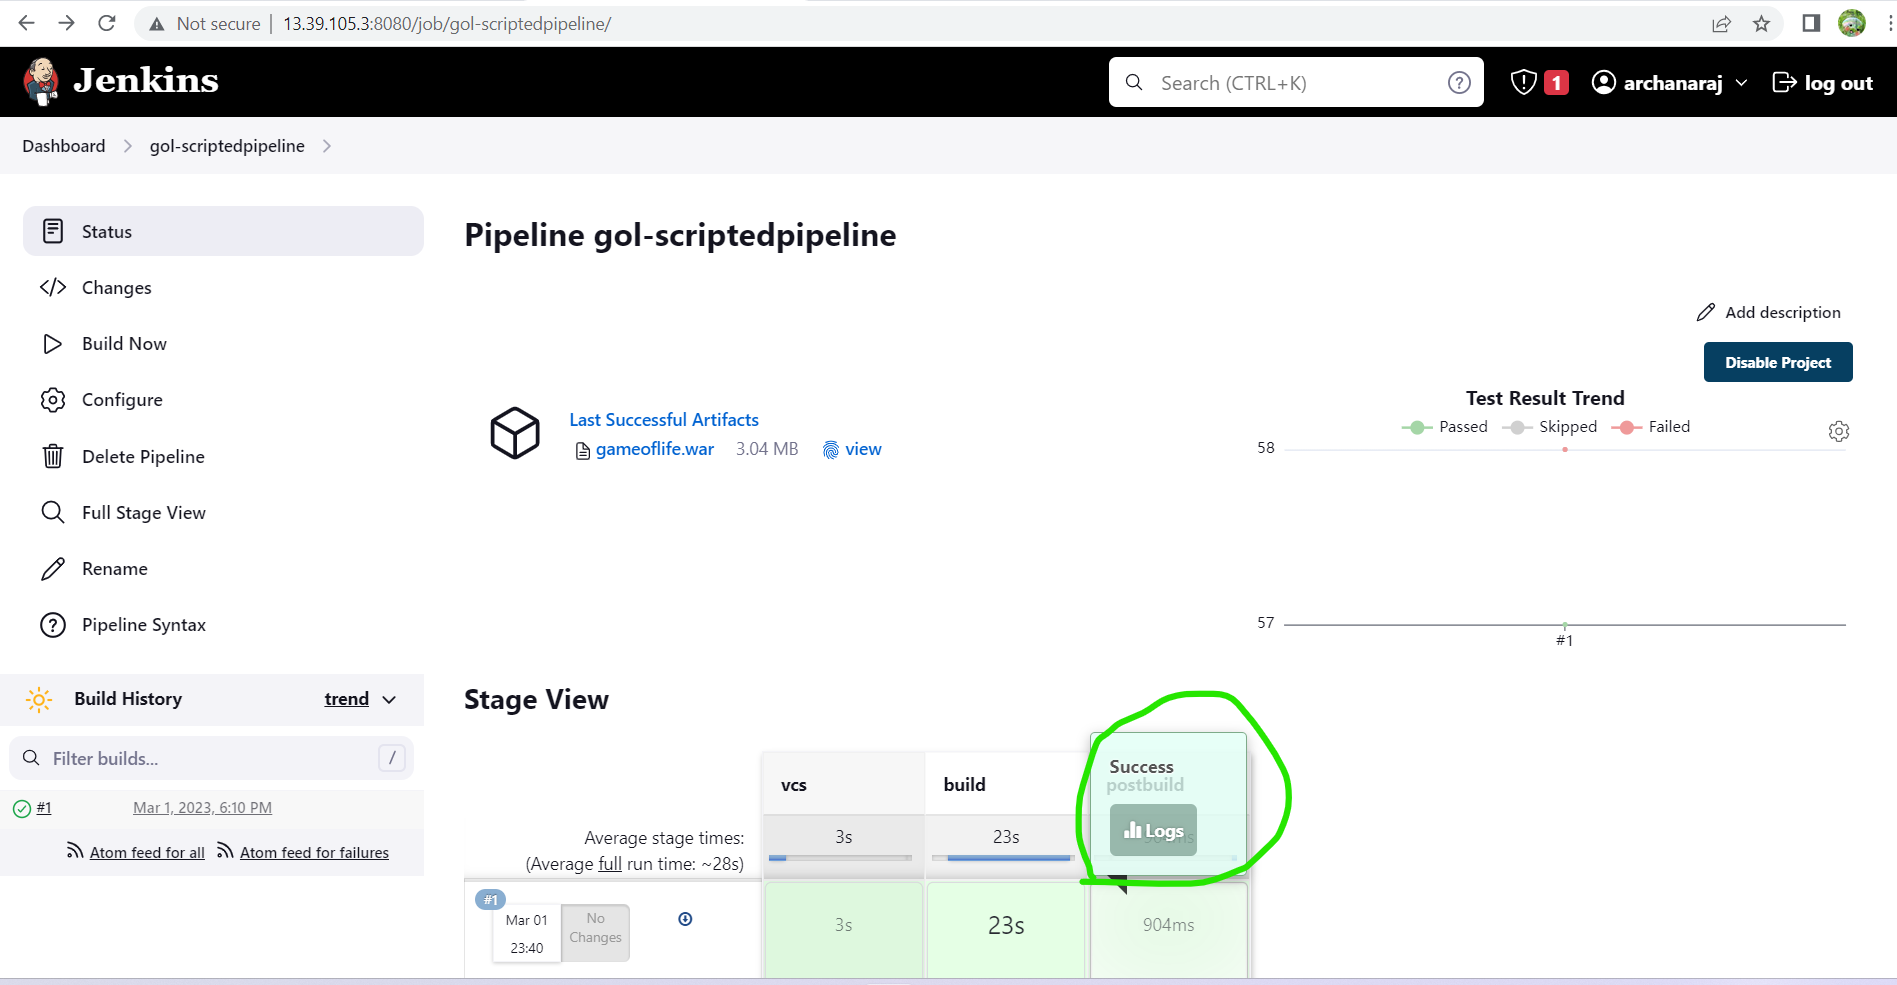 Not secure | 13.39.105.3:8080/job/gol-scriptedpipeline/
Jenkins
Search (CTRL+K)
1
archanaraj
log out
Dashboard
gol-scriptedpipeline
Status
Changes
Build Now
Configure
Delete Pipeline
Full Stage View
Rename
Pipeline Syntax
Build History
trend
Filter builds...
/
#1
Mar 1, 2023, 6:10 PM
Atom feed for all
Atom feed for failures
Pipeline gol-scriptedpipeline
Add description
Disable Project
Last Successful Artifacts
gameoflife.war 3.04 MB view
Test Result Trend
Passed Skipped Failed
58
57
#1
Stage View
vcs
build
Success
postbuild
Logs
Average stage times:
(Average full run time: ~28s)
3s
23s
#1
Mar 01
23:40
No
Changes
3s
23s
904ms